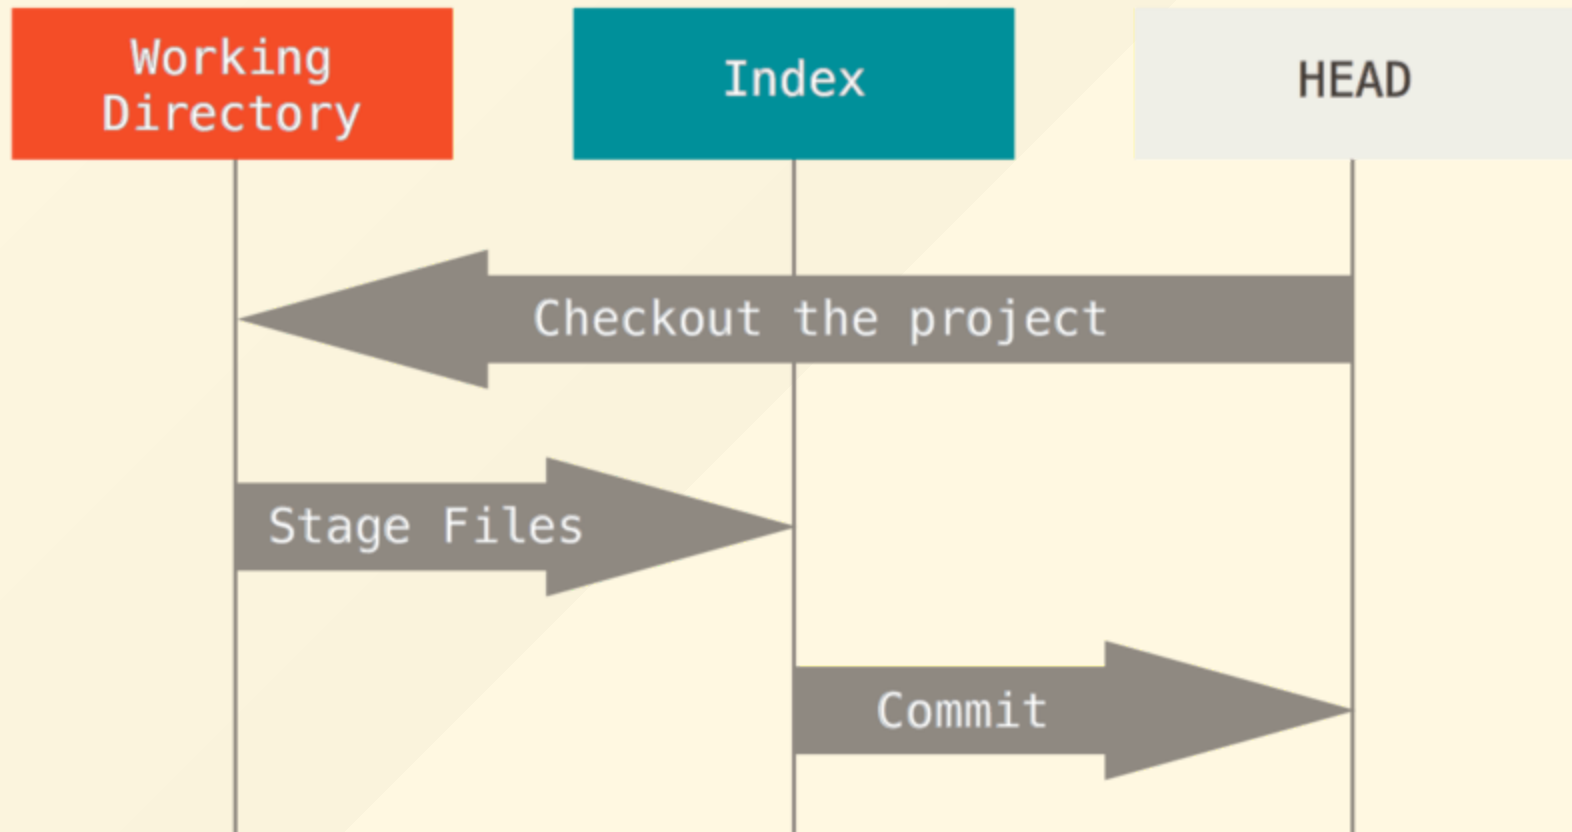 Working
Directory
Index
HEAD
Checkout the project
Stage Files
Commit